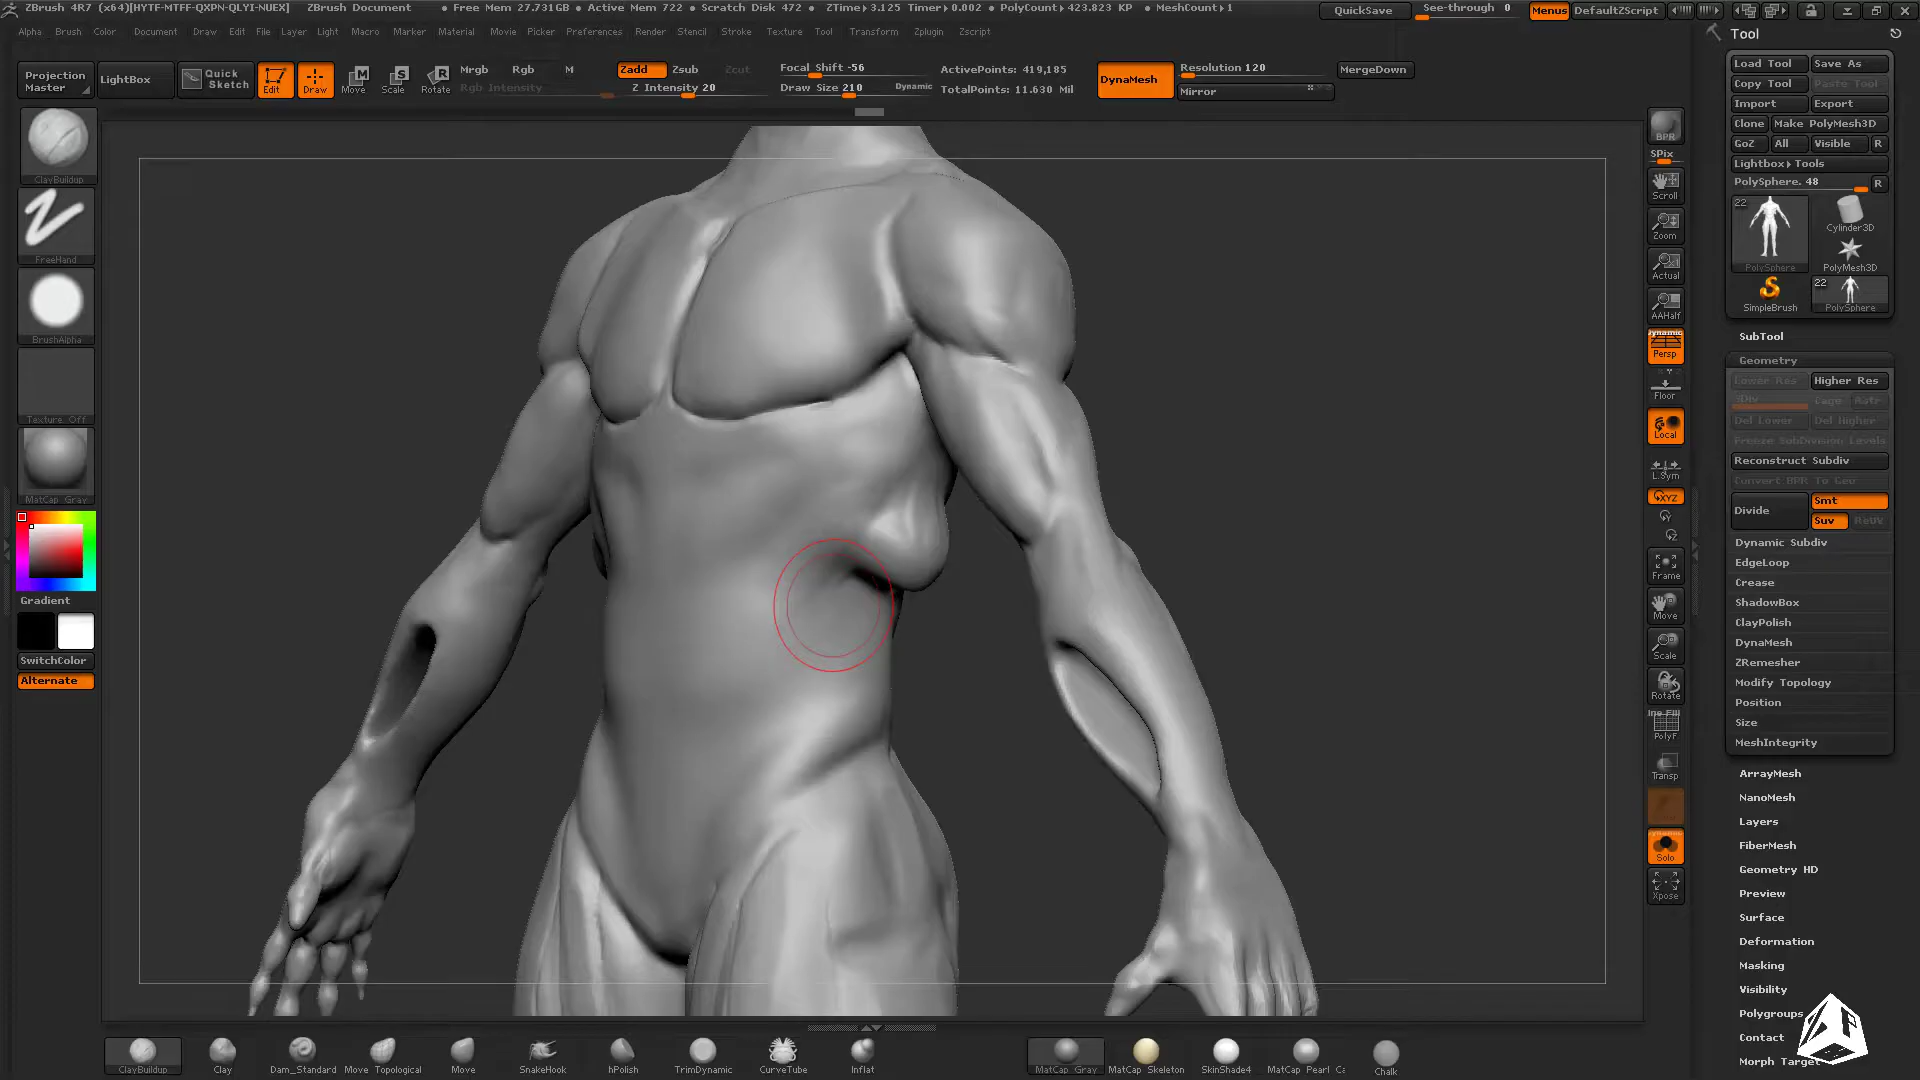 ZBrush 4R7 (x64)[HYTF-MTFF-QXPN-QLYI-NUEX] ZBrush Document • Free Mem 27.731GB • Active Mem 722 • Scratch Disk 472 • ZTime▸3.125 Timer▸0.002 • PolyCount▸423.823 KP • MeshCount▸1 QuickSave See-through 0 Menus DefaultZScript
Alpha Brush Color Document Draw Edit File Layer Light Macro Marker Material Movie Picker Preferences Render Stencil Stroke Texture Tool Transform Zplugin Zscript
Projection Master
LightBox
Quick Sketch
Edit
Draw
Move
Scale
Rotate
Mrgb Rgb M
Rgb Intensity
Zadd Zsub Zcut
Z Intensity 20
Focal Shift -56
Draw Size 210 Dynamic
ActivePoints: 419,185
TotalPoints: 11.630 Mil
DynaMesh
Resolution 120
Mirror
MergeDown
ClayBuildup
FreeHand
BrushAlpha
Texture Off
MatCap Gray
Gradient
SwitchColor
Alternate
BPR
SPix
Scroll
Zoom
Actual
AAHalf
Dynamic
Persp
Floor
Local
L.Sym
XYZ
Frame
Move
Scale
Rotate
Line Fill
PolyF
Transp
Solo
Xpose
Tool
Load Tool Save As
Copy Tool Paste Tool
Import Export
Clone Make PolyMesh3D
GoZ All Visible R
Lightbox▸Tools
PolySphere. 48 R
22
PolySphere
Cylinder3D
PolyMesh3D
SimpleBrush
22
PolySphere
SubTool
Geometry
Lower Res Higher Res
SDiv Cage Rstr
Del Lower Del Higher
Freeze SubDivision Levels
Reconstruct Subdiv
Convert BPR To Geo
Divide Smt
Suv ReUV
Dynamic Subdiv
EdgeLoop
Crease
ShadowBox
ClayPolish
DynaMesh
ZRemesher
Modify Topology
Position
Size
MeshIntegrity
ArrayMesh
NanoMesh
Layers
FiberMesh
Geometry HD
Preview
Surface
Deformation
Masking
Visibility
Polygroups
Contact
Morph Target
ClayBuildup Clay Dam_Standard Move Topological Move SnakeHook hPolish TrimDynamic CurveTube Inflat MatCap Gray MatCap Skeleton SkinShade4 MatCap Pearl Ca Chalk